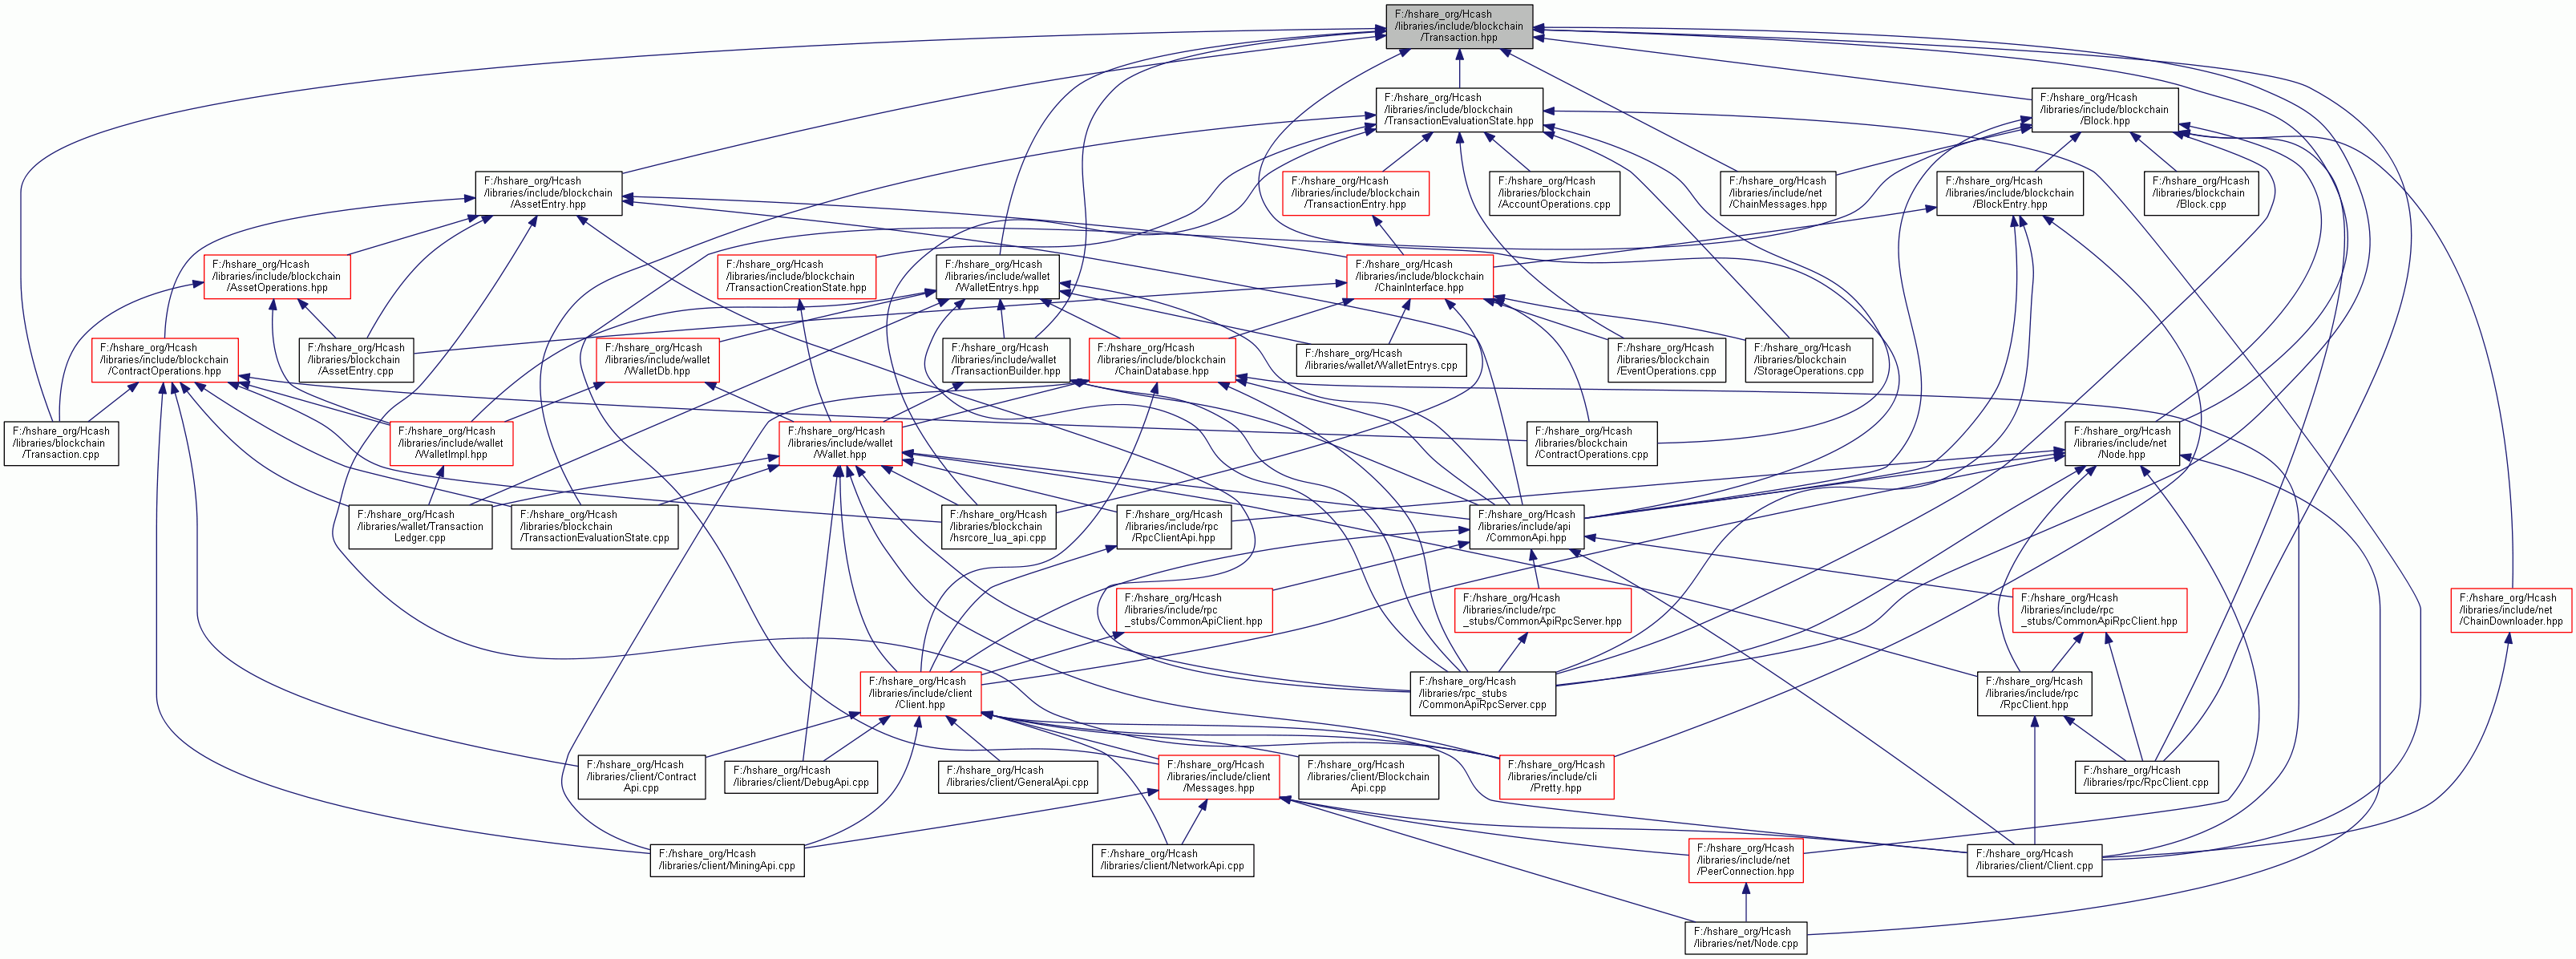 F:/hshare_org/Hcash
/libraries/include/blockchain
/Transaction.hpp
F:/hshare_org/Hcash
/libraries/include/blockchain
/TransactionEvaluationState.hpp
F:/hshare_org/Hcash
/libraries/include/blockchain
/Block.hpp
F:/hshare_org/Hcash
/libraries/include/blockchain
/AssetEntry.hpp
F:/hshare_org/Hcash
/libraries/include/blockchain
/TransactionEntry.hpp
F:/hshare_org/Hcash
/libraries/blockchain
/AccountOperations.cpp
F:/hshare_org/Hcash
/libraries/include/net
/ChainMessages.hpp
F:/hshare_org/Hcash
/libraries/include/blockchain
/BlockEntry.hpp
F:/hshare_org/Hcash
/libraries/blockchain
/Block.cpp
F:/hshare_org/Hcash
/libraries/include/blockchain
/AssetOperations.hpp
F:/hshare_org/Hcash
/libraries/include/blockchain
/TransactionCreationState.hpp
F:/hshare_org/Hcash
/libraries/include/wallet
/WalletEntrys.hpp
F:/hshare_org/Hcash
/libraries/include/blockchain
/ChainInterface.hpp
F:/hshare_org/Hcash
/libraries/include/blockchain
/ContractOperations.hpp
F:/hshare_org/Hcash
/libraries/blockchain
/AssetEntry.cpp
F:/hshare_org/Hcash
/libraries/include/wallet
/WalletDb.hpp
F:/hshare_org/Hcash
/libraries/include/wallet
/TransactionBuilder.hpp
F:/hshare_org/Hcash
/libraries/include/blockchain
/ChainDatabase.hpp
F:/hshare_org/Hcash
/libraries/wallet/WalletEntrys.cpp
F:/hshare_org/Hcash
/libraries/blockchain
/EventOperations.cpp
F:/hshare_org/Hcash
/libraries/blockchain
/StorageOperations.cpp
F:/hshare_org/Hcash
/libraries/blockchain
/Transaction.cpp
F:/hshare_org/Hcash
/libraries/include/wallet
/WalletImpl.hpp
F:/hshare_org/Hcash
/libraries/include/wallet
/Wallet.hpp
F:/hshare_org/Hcash
/libraries/blockchain
/ContractOperations.cpp
F:/hshare_org/Hcash
/libraries/include/net
/Node.hpp
F:/hshare_org/Hcash
/libraries/wallet/Transaction
Ledger.cpp
F:/hshare_org/Hcash
/libraries/blockchain
/TransactionEvaluationState.cpp
F:/hshare_org/Hcash
/libraries/blockchain
/hsrcore_lua_api.cpp
F:/hshare_org/Hcash
/libraries/include/rpc
/RpcClientApi.hpp
F:/hshare_org/Hcash
/libraries/include/api
/CommonApi.hpp
F:/hshare_org/Hcash
/libraries/include/rpc
_stubs/CommonApiClient.hpp
F:/hshare_org/Hcash
/libraries/include/rpc
_stubs/CommonApiRpcServer.hpp
F:/hshare_org/Hcash
/libraries/include/rpc
_stubs/CommonApiRpcClient.hpp
F:/hshare_org/Hcash
/libraries/include/net
/ChainDownloader.hpp
F:/hshare_org/Hcash
/libraries/include/client
/Client.hpp
F:/hshare_org/Hcash
/libraries/rpc_stubs
/CommonApiRpcServer.cpp
F:/hshare_org/Hcash
/libraries/include/rpc
/RpcClient.hpp
F:/hshare_org/Hcash
/libraries/client/Contract
Api.cpp
F:/hshare_org/Hcash
/libraries/client/DebugApi.cpp
F:/hshare_org/Hcash
/libraries/client/GeneralApi.cpp
F:/hshare_org/Hcash
/libraries/include/client
/Messages.hpp
F:/hshare_org/Hcash
/libraries/client/Blockchain
Api.cpp
F:/hshare_org/Hcash
/libraries/include/cli
/Pretty.hpp
F:/hshare_org/Hcash
/libraries/rpc/RpcClient.cpp
F:/hshare_org/Hcash
/libraries/client/MiningApi.cpp
F:/hshare_org/Hcash
/libraries/client/NetworkApi.cpp
F:/hshare_org/Hcash
/libraries/include/net
/PeerConnection.hpp
F:/hshare_org/Hcash
/libraries/client/Client.cpp
F:/hshare_org/Hcash
/libraries/net/Node.cpp